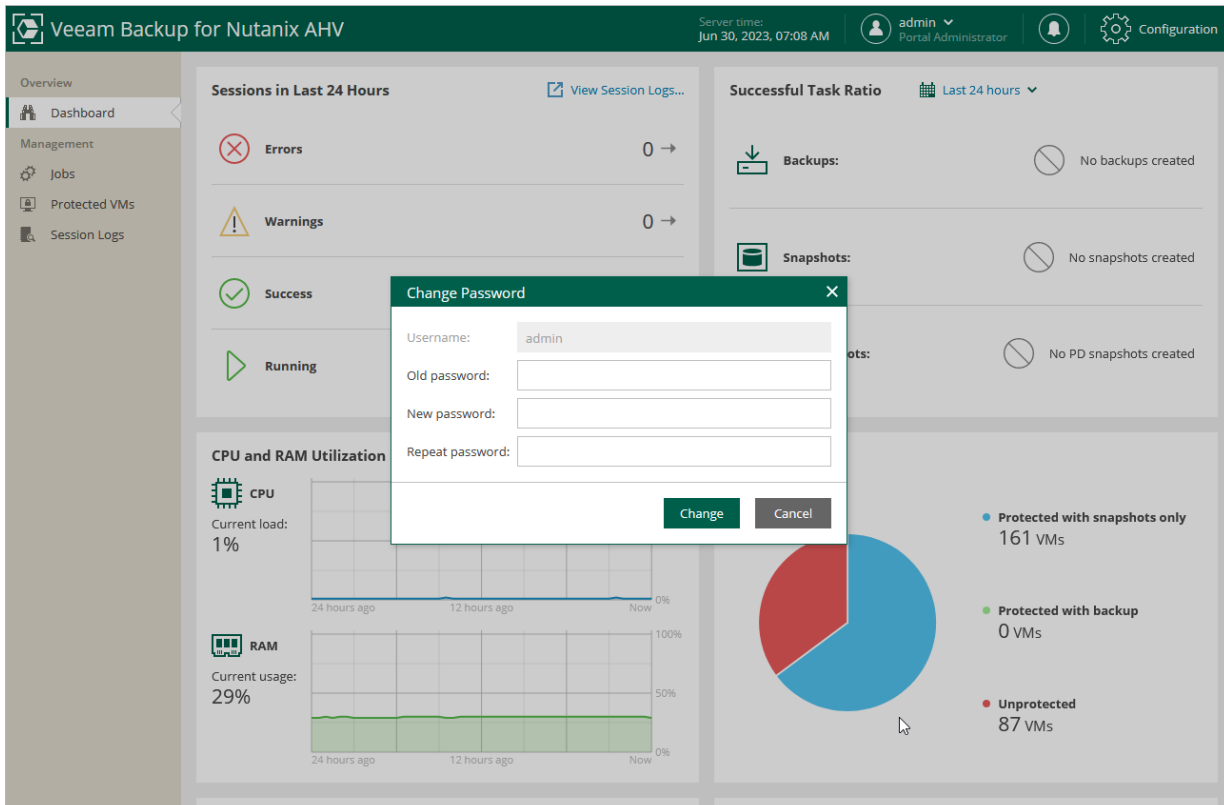 Veeam Backup for Nutanix AHV
Server time:
Jun 30, 2023, 07:08 AM
admin
Portal Administrator
Configuration
Overview
Dashboard
Management
Jobs
Protected VMs
Session Logs
Sessions in Last 24 Hours
View Session Logs...
Errors
0
Warnings
0
Success
Running
Successful Task Ratio
Last 24 hours
Backups:
No backups created
Snapshots:
No snapshots created
ots:
No PD snapshots created
Change Password
Username:
admin
Old password:
New password:
Repeat password:
Change
Cancel
CPU and RAM Utilization
CPU
Current load:
1%
0%
24 hours ago
12 hours ago
Now
RAM
Current usage:
29%
100%
50%
0%
24 hours ago
12 hours ago
Now
Protected with snapshots only
161 VMs
Protected with backup
0 VMs
Unprotected
87 VMs